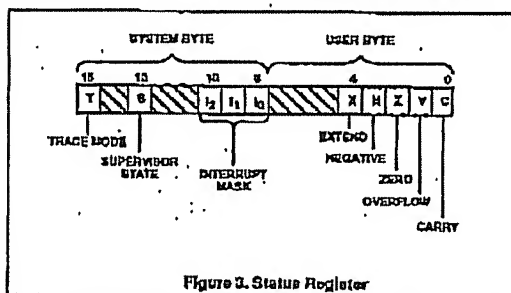 SYSTEM BYTE USER BYTE
15 13 10 8 4 0
T S I2 I1 I0 X N Z V C
TRACE MODE
SUPERVISOR STATE
INTERRUPT MASK
EXTEND
NEGATIVE
ZERO
OVERFLOW
CARRY
Figure 3. Status Register